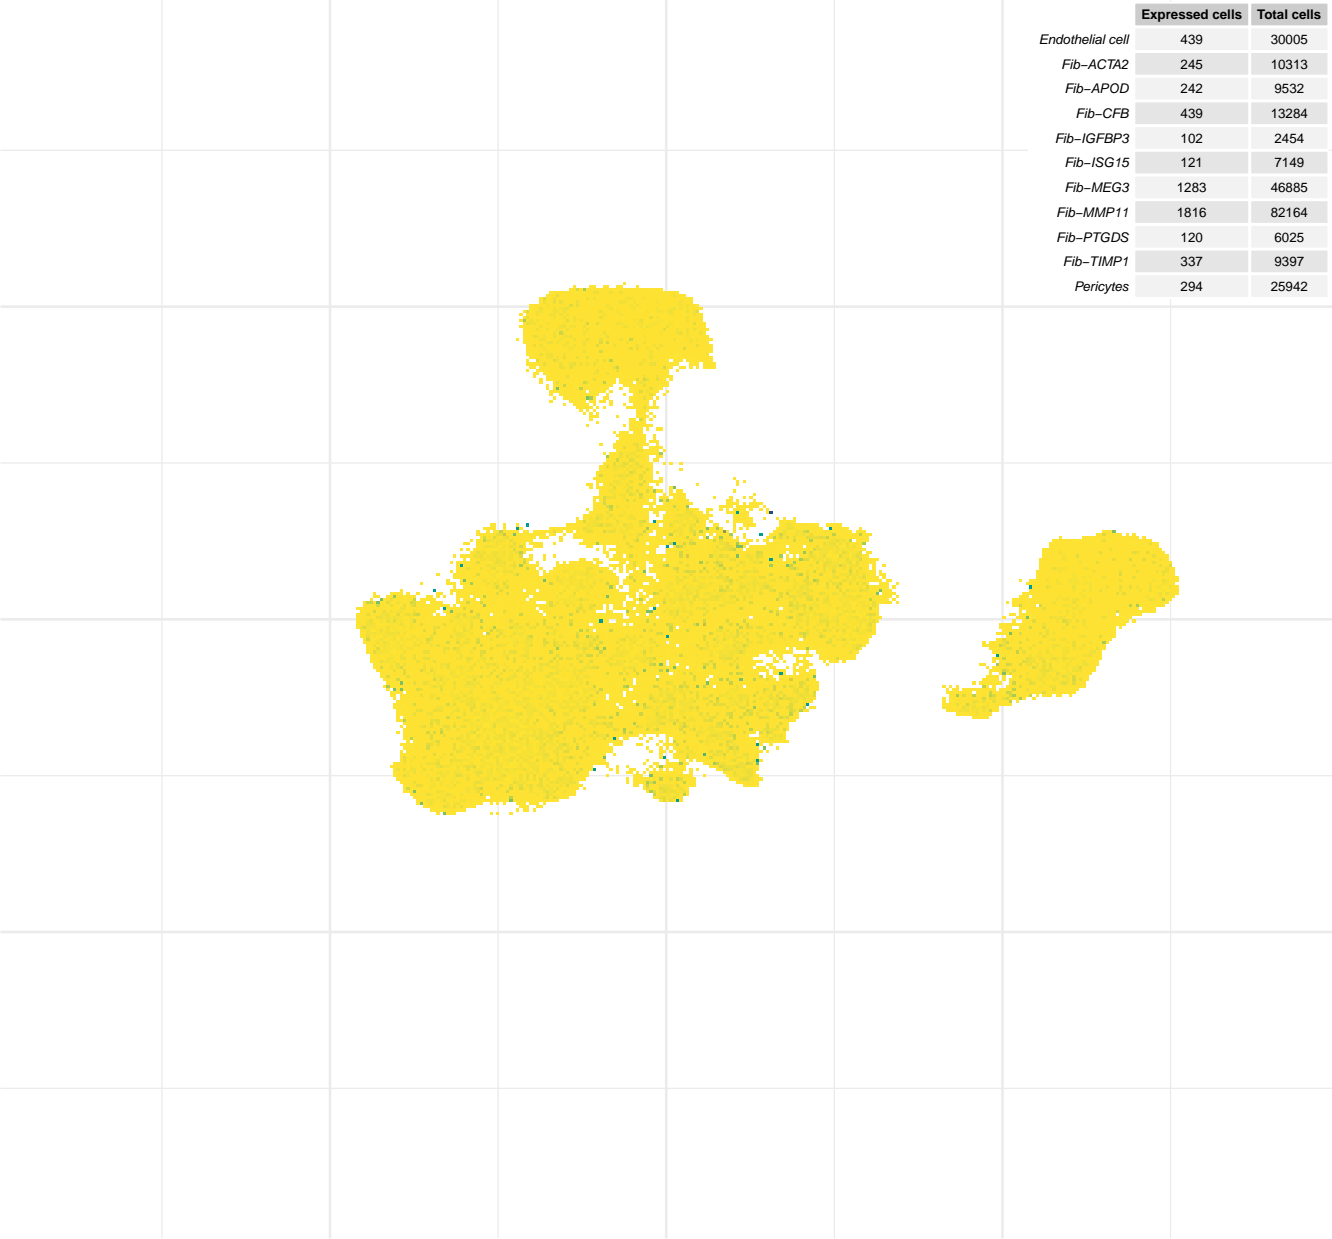 Expressed cells Total cells
Endothelial cell 439 30005
Fib−ACTA2 245 10313
Fib−APOD 242 9532
Fib−CFB 439 13284
Fib−IGFBP3 102 2454
Fib−ISG15 121 7149
Fib−MEG3 1283 46885
Fib−MMP11 1816 82164
Fib−PTGDS 120 6025
Fib−TIMP1 337 9397
Pericytes 294 25942